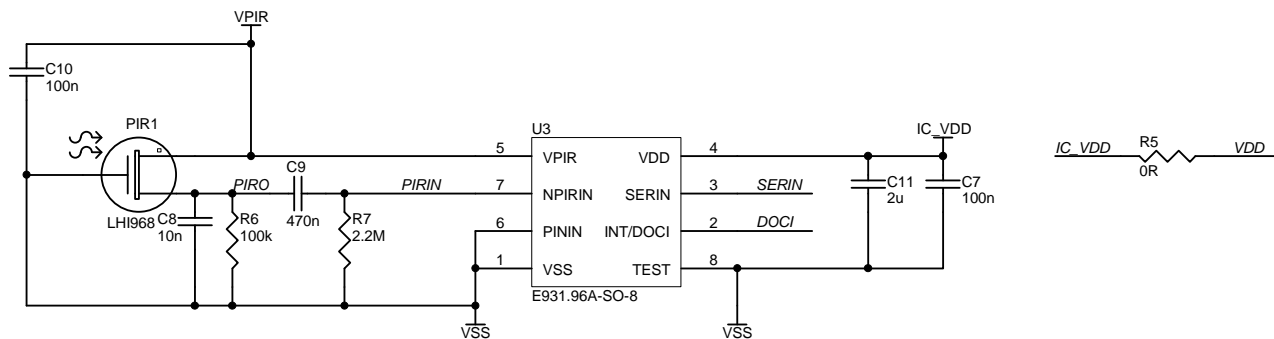 VPIR
C10
100n
PIR1
LHI968
C8
10n
PIRO
R6
100k
C9
470n
PIRIN
R7
2.2M
U3
5 VPIR VDD 4
7 NPIRIN SERIN 3 SERIN
6 PININ INT/DOCI 2 DOCI
1 VSS TEST 8
E931.96A-SO-8
VSS
VSS
IC_VDD
C11
2u
C7
100n
IC_VDD
R5
0R
VDD